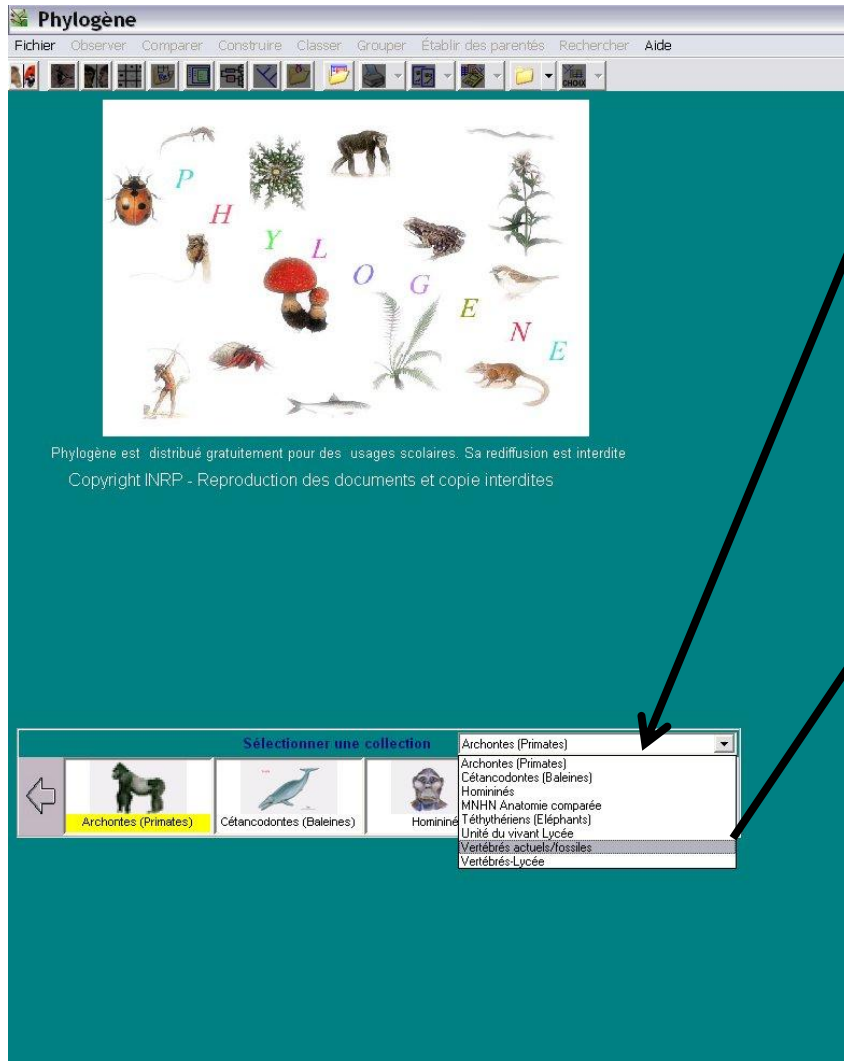 Phylogène
Fichier Observer Comparer Construire Classer Grouper Établir des parentés Rechercher Aide
CHOIX
P
H
Y
L
O
G
E
N
E
Phylogène est distribué gratuitement pour des usages scolaires. Sa rediffusion est interdite
Copyright INRP - Reproduction des documents et copie interdites
Sélectionner une collection Archontes (Primates)
Archontes (Primates)
Cétancodontes (Baleines)
Homininés
MNHN Anatomie comparée
Téthythériens (Eléphants)
Unité du vivant Lycée
Vertébrés actuels/fossiles
Vertébrés-Lycée
Archontes (Primates) Cétancodontes (Baleines) Hominine